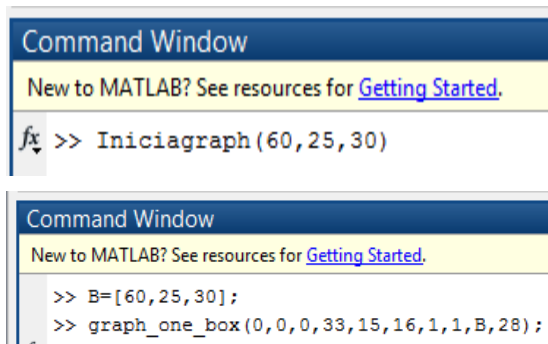 Command Window
New to MATLAB? See resources for Getting Started.
fx >> Iniciagraph(60,25,30)
Command Window
New to MATLAB? See resources for Getting Started.
>> B=[60,25,30];
>> graph_one_box(0,0,0,33,15,16,1,1,B,28);